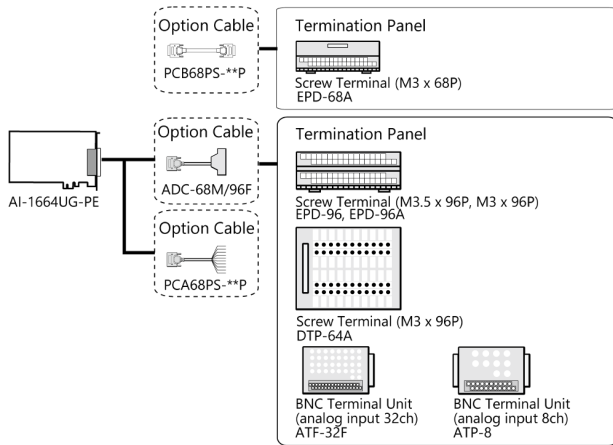 Option Cable
PCB68PS-**P
Termination Panel
Screw Terminal (M3 x 68P)
EPD-68A
AI-1664UG-PE
Option Cable
ADC-68M/96F
Option Cable
PCA68PS-**P
Termination Panel
Screw Terminal (M3.5 x 96P, M3 x 96P)
EPD-96, EPD-96A
Screw Terminal (M3 x 96P)
DTP-64A
BNC Terminal Unit
(analog input 32ch)
ATF-32F
BNC Terminal Unit
(analog input 8ch)
ATP-8